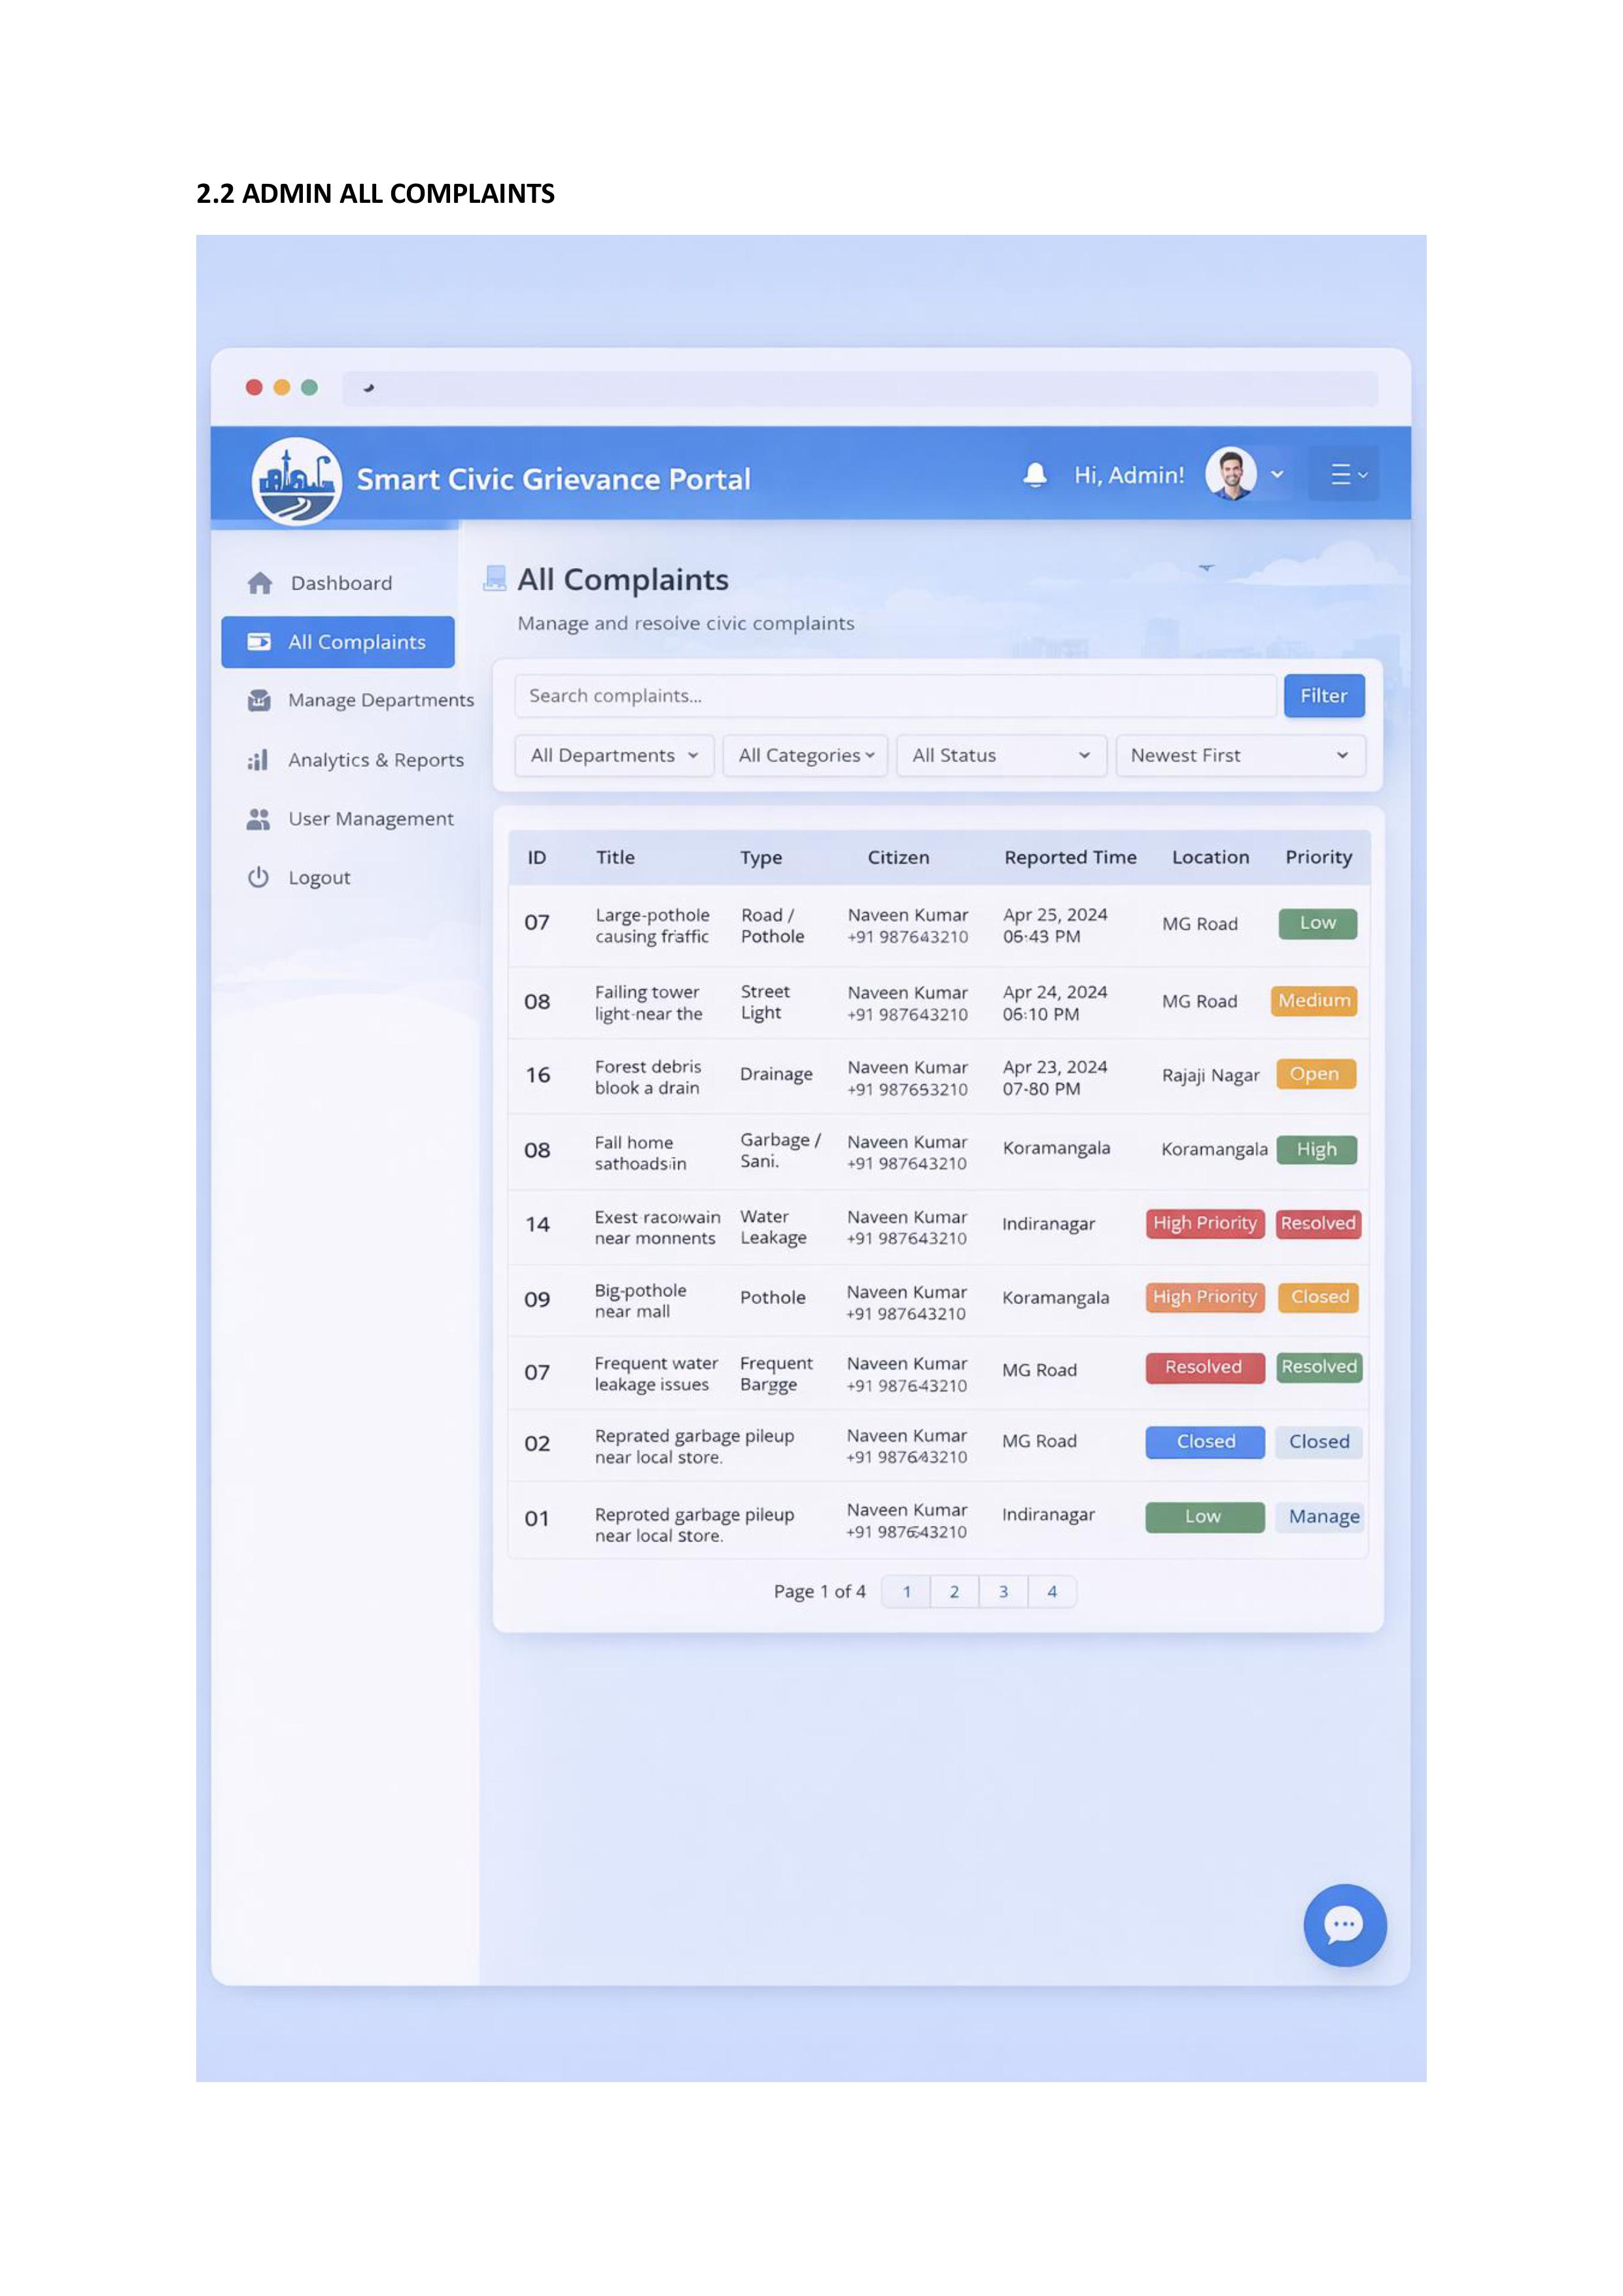 2.2 ADMIN ALL COMPLAINTS
Smart Civic Grievance Portal
Hi, Admin!
Dashboard
All Complaints
Manage Departments
Analytics & Reports
User Management
Logout
All Complaints
Manage and resolve civic complaints
Search complaints...
Filter
All Departments
All Categories
All Status
Newest First
ID Title Type Citizen Reported Time Location Priority
07 Large-pothole Road / Naveen Kumar Apr 25, 2024 MG Road Low
causing Pothole +91 987643210 06:43 PM
08 Falling tower Street Naveen Kumar Apr 24, 2024 MG Road Medium
light-near the Light +91 987643210 06:10 PM
16 Forest debris Drainage Naveen Kumar Apr 23, 2024 Rajaji Nagar Open
blook a drain +91 987653210 07-80 PM
08 Fall home Garbage / Naveen Kumar Koramangala Koramangala High
Sani. +91 987643210
14 Exest Water Naveen Kumar Indiranagar High Priority Resolved
near monnents Leakage +91 987643210
09 Big-pothole Pothole Naveen Kumar Koramangala High Priority Closed
near mall +91 987643210
07 Frequent water Frequent Naveen Kumar MG Road Resolved Resolved
leakage issues Bargge +91 987643210
02 Reprated garbage pileup Naveen Kumar MG Road Closed Closed
near local store. +91
01 Reproted garbage pileup Naveen Kumar Indiranagar Low Manage
near local store. +91
Page 1 of 4 1 2 3 4